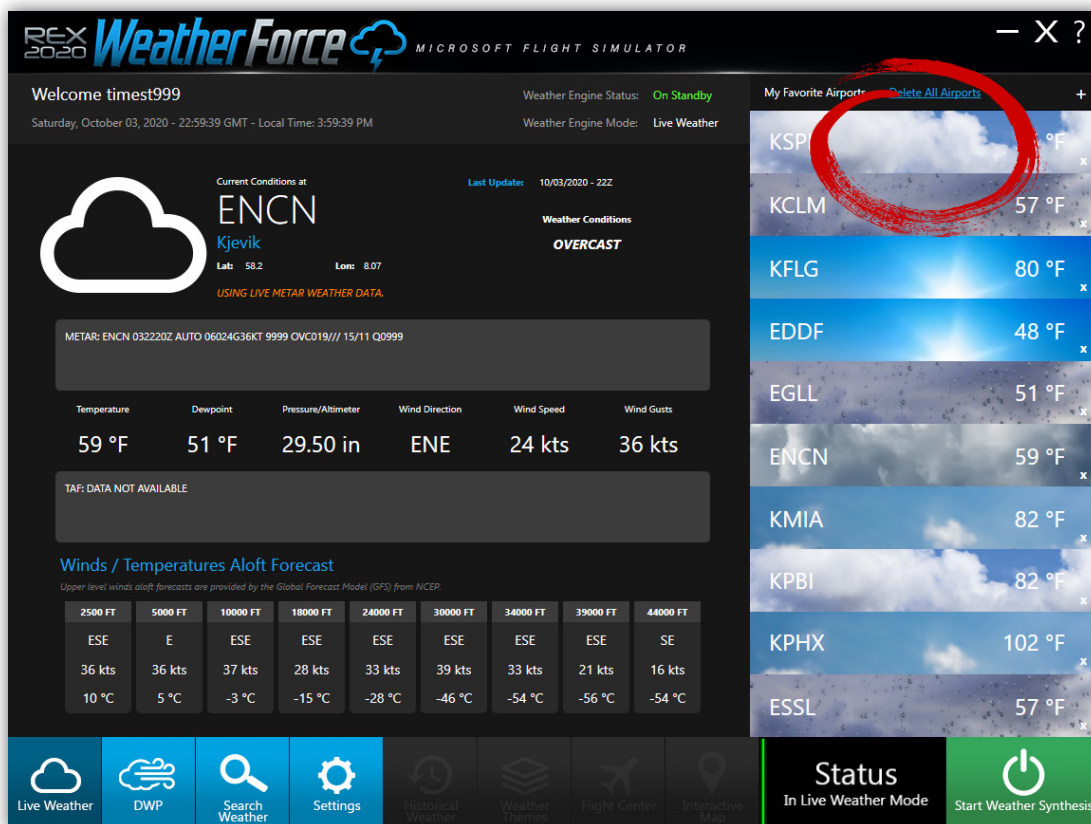 REX 2020 WeatherForce MICROSOFT FLIGHT SIMULATOR
— X ?
Welcome timest999
Saturday, October 03, 2020 - 22:59:39 GMT - Local Time: 3:59:39 PM
Weather Engine Status: On Standby
Weather Engine Mode: Live Weather
Current Conditions at
ENCN
Kjevik
Lat: 58.2 Lon: 8.07
USING LIVE METAR WEATHER DATA.
Last Update: 10/03/2020 - 22Z
Weather Conditions
OVERCAST
METAR: ENCN 032220Z AUTO 06024G36KT 9999 OVC019/// 15/11 Q0999
Temperature Dewpoint Pressure/Altimeter Wind Direction Wind Speed Wind Gusts
59 °F 51 °F 29.50 in ENE 24 kts 36 kts
TAF: DATA NOT AVAILABLE
Winds / Temperatures Aloft Forecast
Upper level winds aloft forecasts are provided by the Global Forecast Model (GFS) from NCEP.
2500 FT 5000 FT 10000 FT 18000 FT 24000 FT 30000 FT 34000 FT 39000 FT 44000 FT
ESE E ESE ESE ESE ESE ESE ESE SE
36 kts 36 kts 37 kts 28 kts 33 kts 39 kts 33 kts 21 kts 16 kts
10 °C 5 °C -3 °C -15 °C -28 °C -46 °C -54 °C -56 °C -54 °C
My Favorite Airports Delete All Airports +
°F x
KCLM 57 °F x
KFLG 80 °F x
EDDF 48 °F x
EGLL 51 °F x
ENCN 59 °F x
KMIA 82 °F x
KPBI 82 °F x
KPHX 102 °F x
ESSL 57 °F x
Live Weather
DWP
Search
Weather
Settings
Historical
Weather
Weather
Themes
Flight Center
Interactive
Map
Status
In Live Weather Mode
Start Weather Synthesis